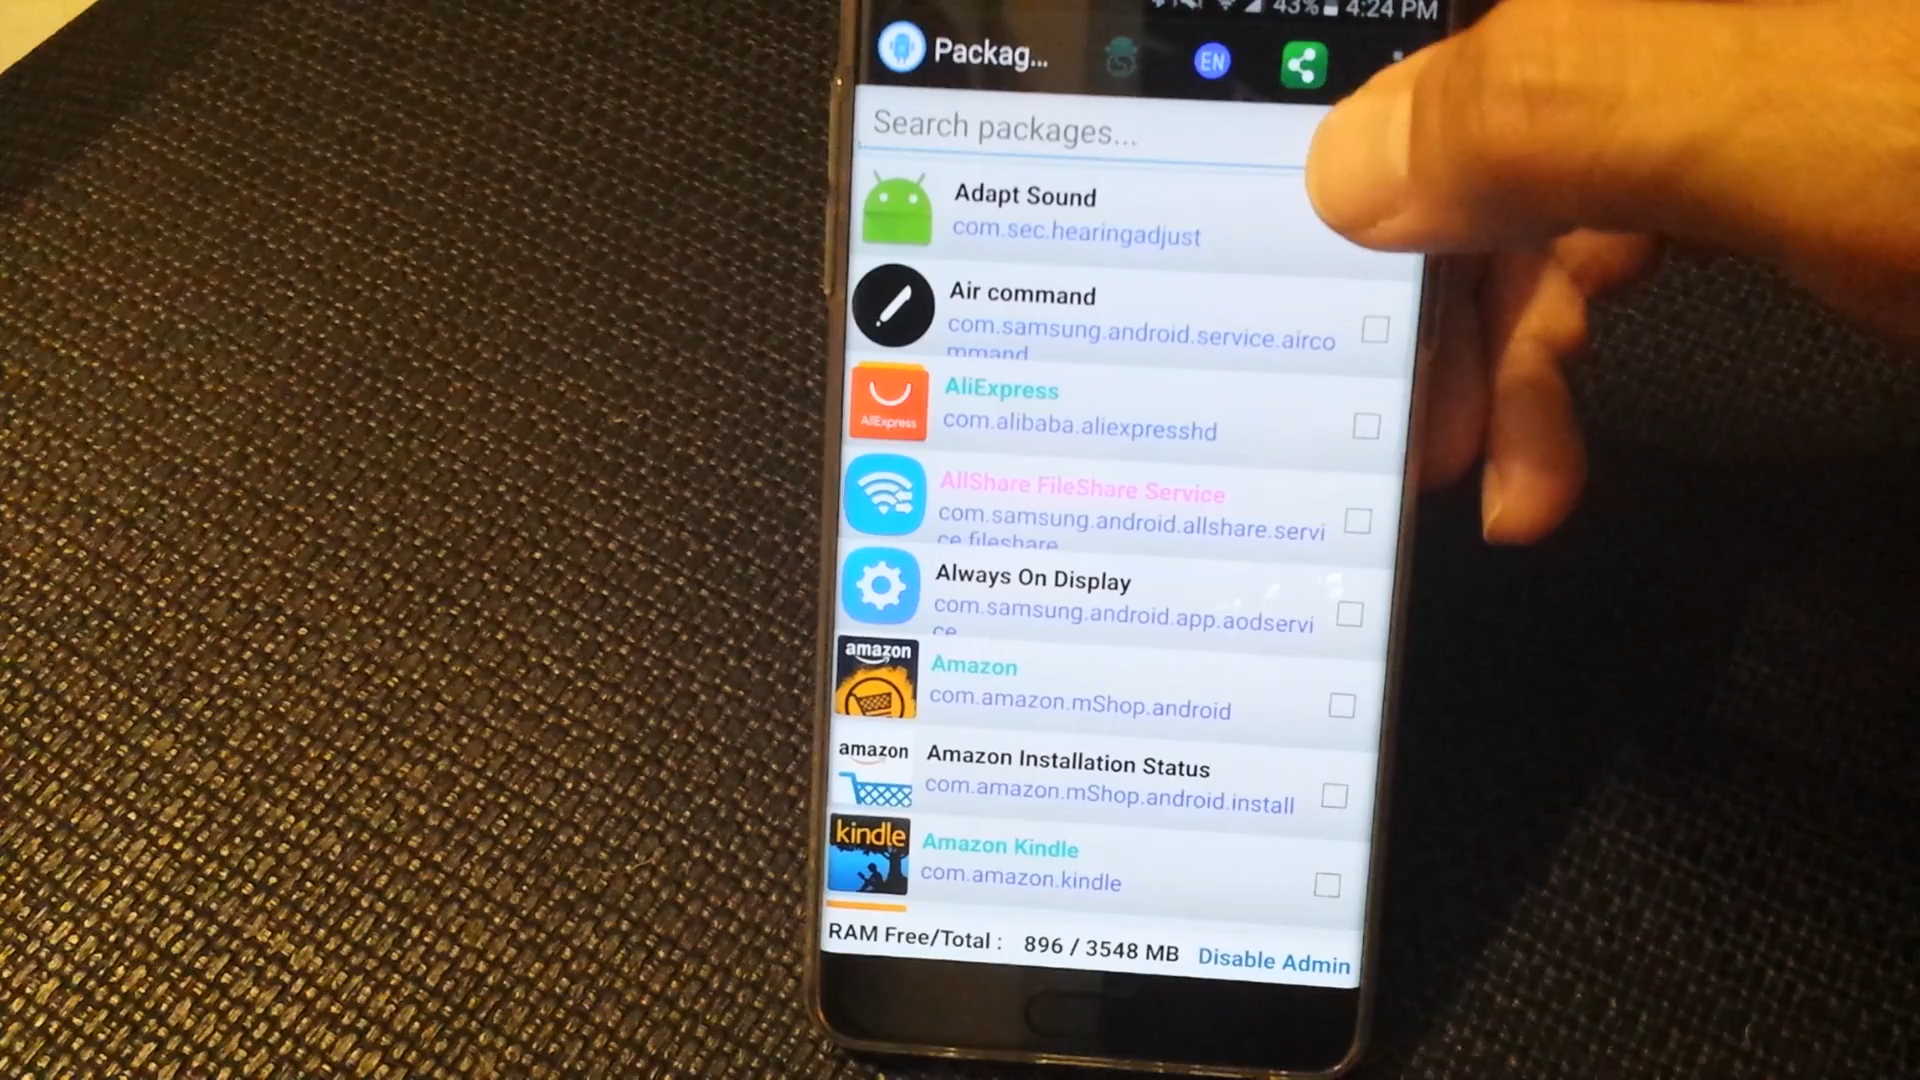 43% 4:24 PM
Packag...
EN
Search packages...
Adapt Sound
com.sec.hearingadjust
Air command
com.samsung.android.service.airco
mmand
AliExpress
AliExpress
com.alibaba.aliexpresshd
AllShare FileShare Service
com.samsung.android.allshare.servi
ce.fileshare
Always On Display
com.samsung.android.app.aodservi
ce
amazon
Amazon
com.amazon.mShop.android
amazon
Amazon Installation Status
com.amazon.mShop.android.install
kindle
Amazon Kindle
com.amazon.kindle
RAM Free/Total : 896 / 3548 MB Disable Admin